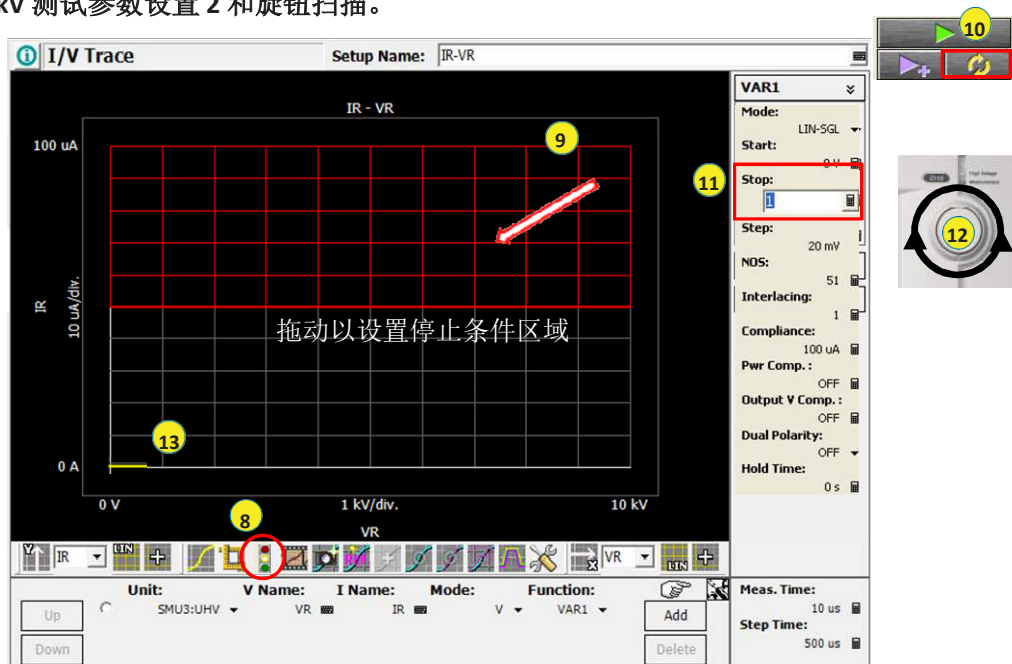 kV 测试参数设置 2 和旋钮扫描。
10
I/V Trace
Setup Name: IR-VR
VAR1
IR - VR
Mode:
LIN-SGL
9
100 uA
Start:
0 V
11
Stop:
1
12
Step:
20 mV
NOS:
51
IR
10 uA/div.
Interlacing:
1
拖动以设置停止条件区域
Compliance:
100 uA
Pwr Comp. :
OFF
Output V Comp. :
OFF
Dual Polarity:
OFF
13
0 A
Hold Time:
0 s
0 V
1 kV/div.
10 kV
8
VR
Y IR LIN
X VR LIN
Unit: V Name: I Name: Mode: Function:
Up SMU3:UHV VR IR V VAR1 Add
Down Delete
Meas. Time:
10 us
Step Time:
500 us